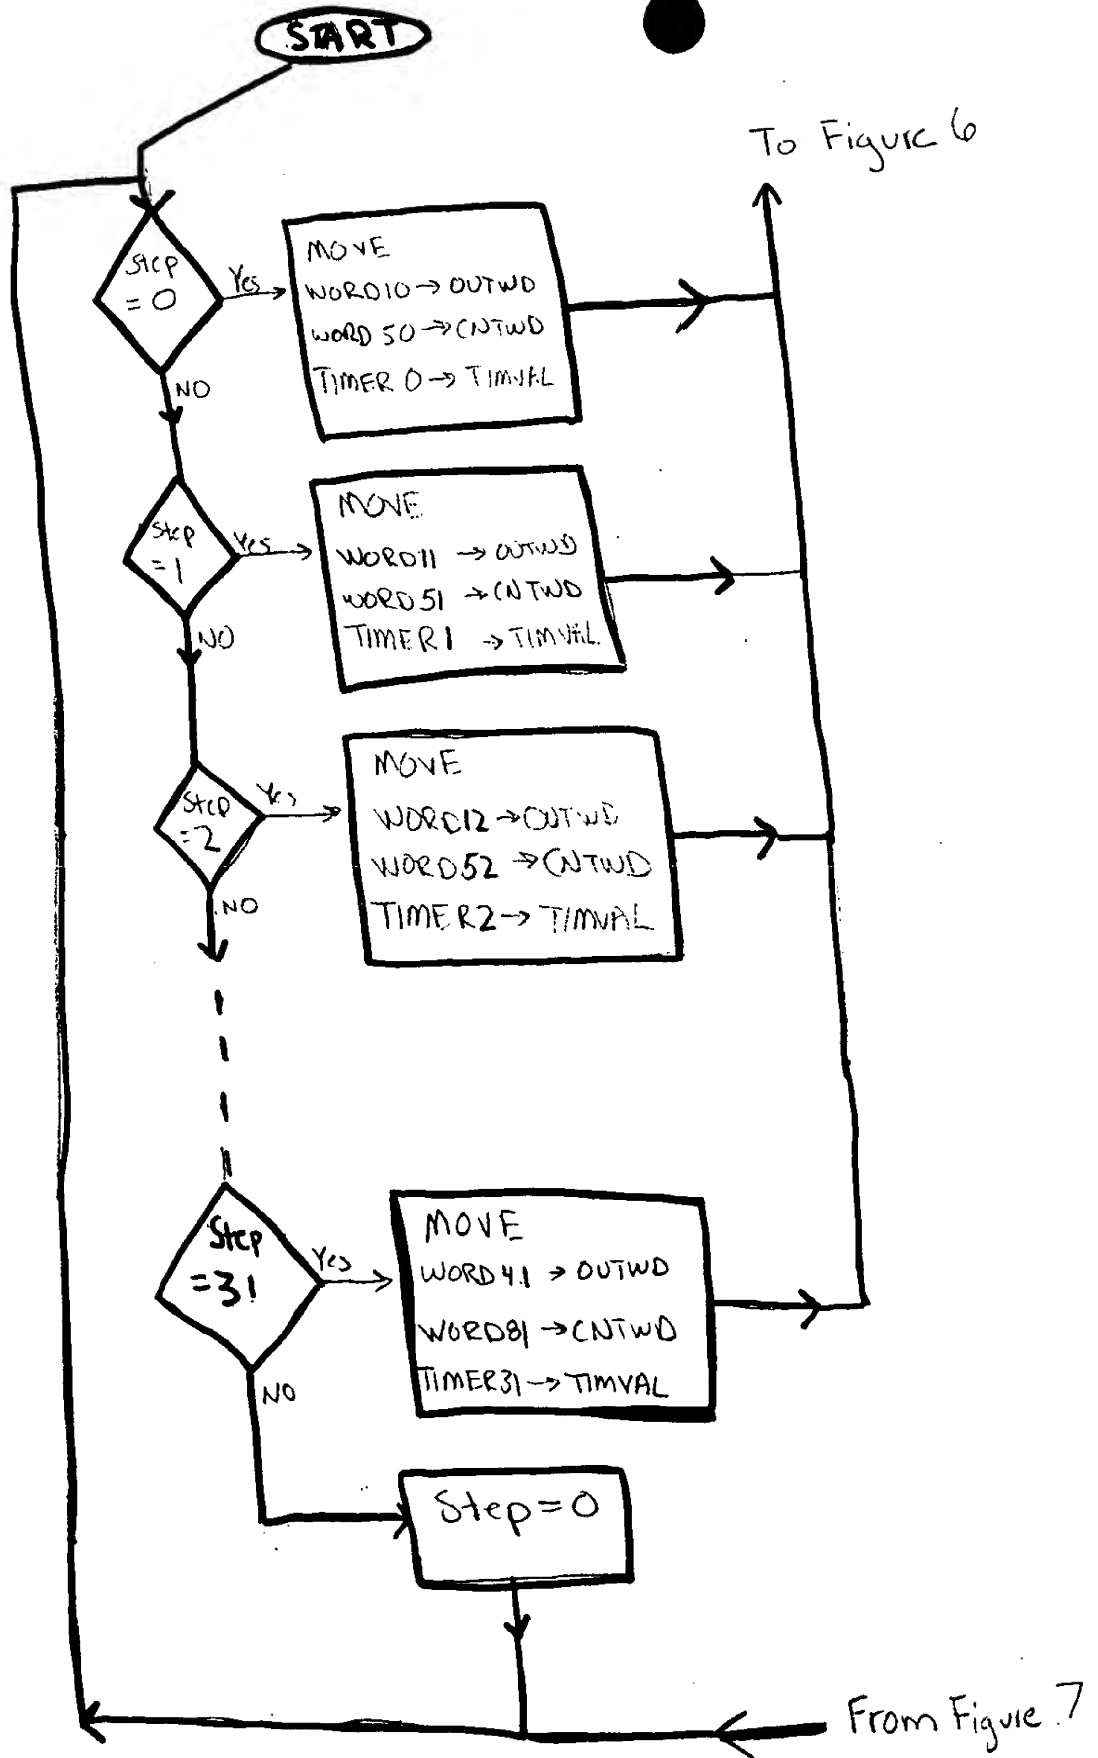 START
To Figure 6
Step
=0
Yes
MOVE
WORD10→OUTWD
WORD 50→CNTWD
TIMER 0→TIMVAL
NO
Step
=1
Yes
MOVE
WORD11 →OUTWD
WORD51 →CNTWD
TIMER1 →TIMVAL
NO
Step
=2
Yes
MOVE
WORD12→OUTWD
WORD52→CNTWD
TIMER2→TIMVAL
NO
Step
=31
Yes
MOVE
WORD41→OUTWD
WORD81→CNTWD
TIMER31→TIMVAL
NO
Step=0
From Figure 7